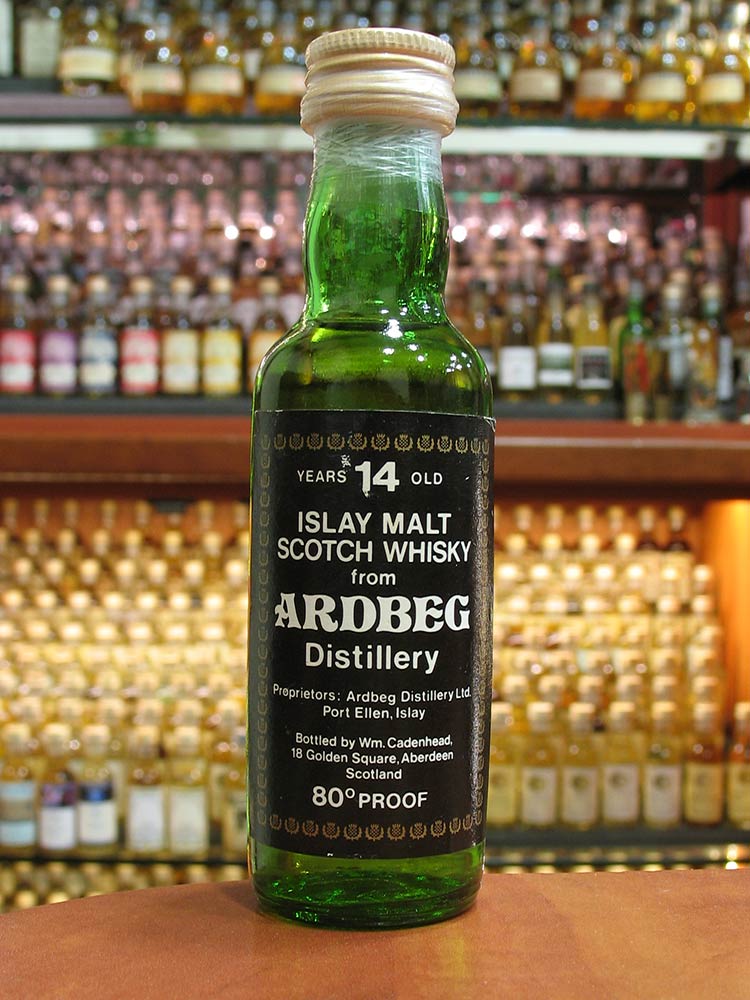 YEARS 14 OLD
ISLAY MALT
SCOTCH WHISKY
from
ARDBEG
Distillery
Proprietors: Ardbeg Distillery Ltd.
Port Ellen, Islay
Bottled by Wm. Cadenhead,
18 Golden Square, Aberdeen
Scotland
80° PROOF